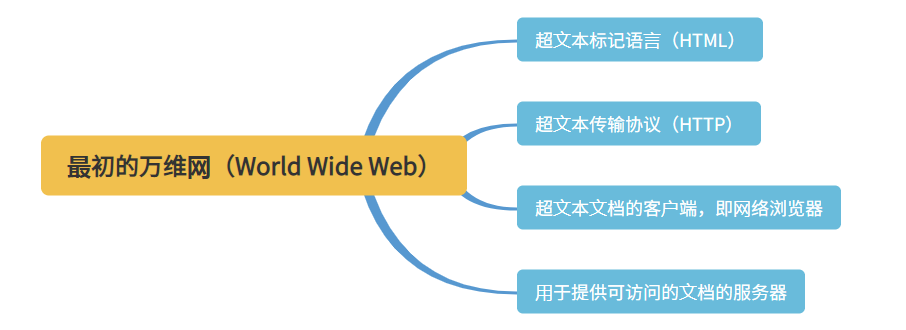 最初的万维网（World Wide Web）
超文本标记语言（HTML）
超文本传输协议（HTTP）
超文本文档的客户端，即网络浏览器
用于提供可访问的文档的服务器